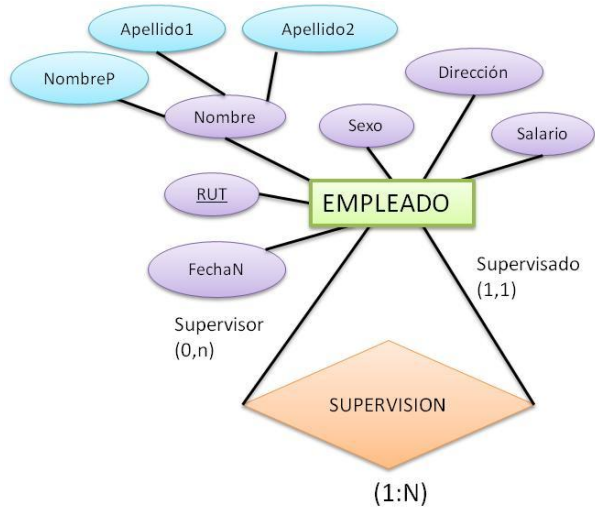 Apellido1
Apellido2
NombreP
Dirección
Nombre
Sexo
Salario
RUT
EMPLEADO
FechaN
Supervisado
(1,1)
Supervisor
(0,n)
SUPERVISION
(1:N)